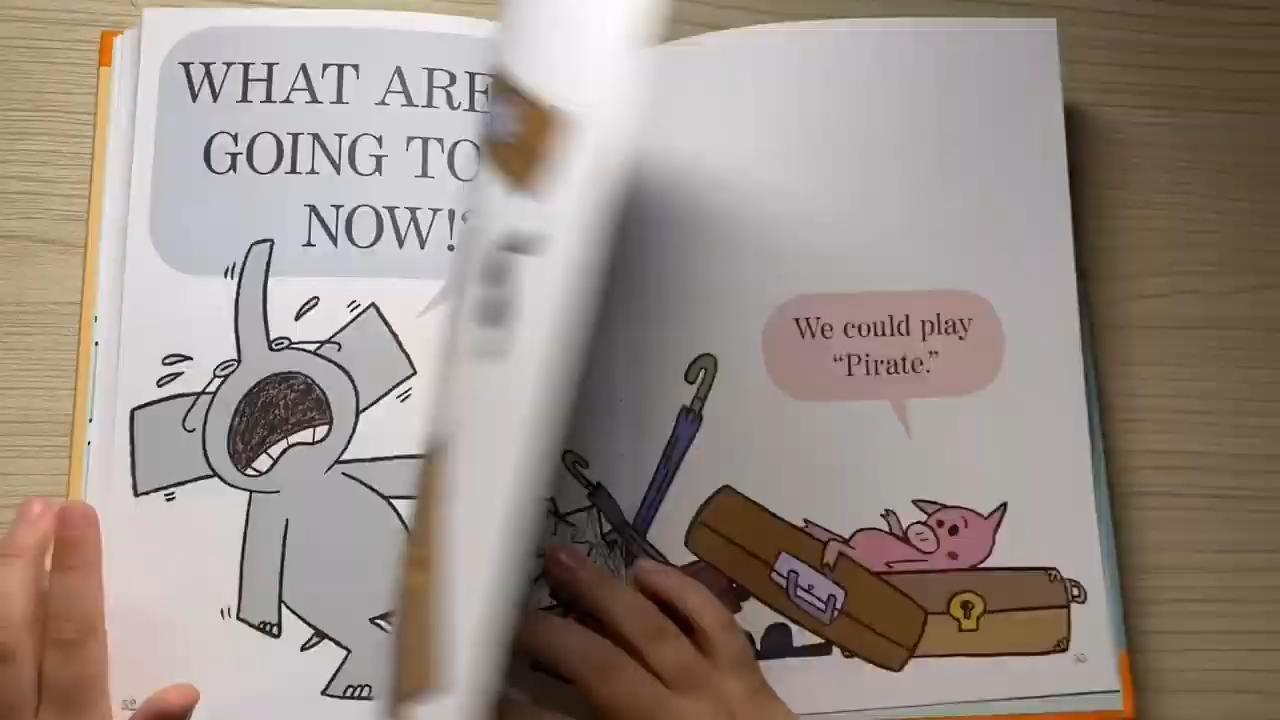 WHAT ARE
GOING TO
NOW!?
We could play
“Pirate.”